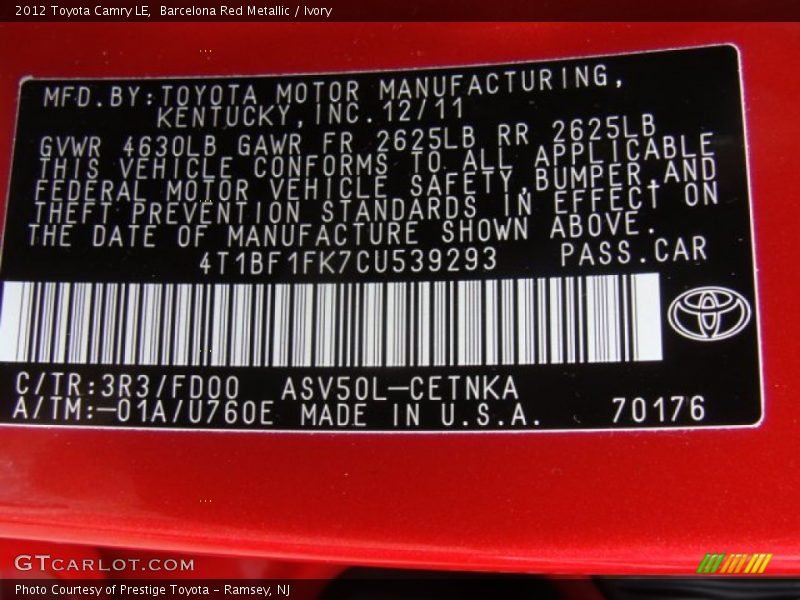 2012 Toyota Camry LE,  Barcelona Red Metallic / Ivory
MFD.BY:TOYOTA MOTOR MANUFACTURING,
KENTUCKY,INC.12/11
GVWR 4630LB GAWR FR 2625LB RR 2625LB
THIS VEHICLE CONFORMS TO ALL APPLICABLE
FEDERAL MOTOR VEHICLE SAFETY,BUMPER,AND
THEFT PREVENTION STANDARDS IN EFFECT ON
THE DATE OF MANUFACTURE SHOWN ABOVE.
4T1BF1FK7CU539293 PASS.CAR
C/TR:3R3/FD00 ASV50L-CETNKA
A/TM:-01A/U760E MADE IN U.S.A. 70176
GTCARLOT.COM
Photo Courtesy of Prestige Toyota - Ramsey, NJ